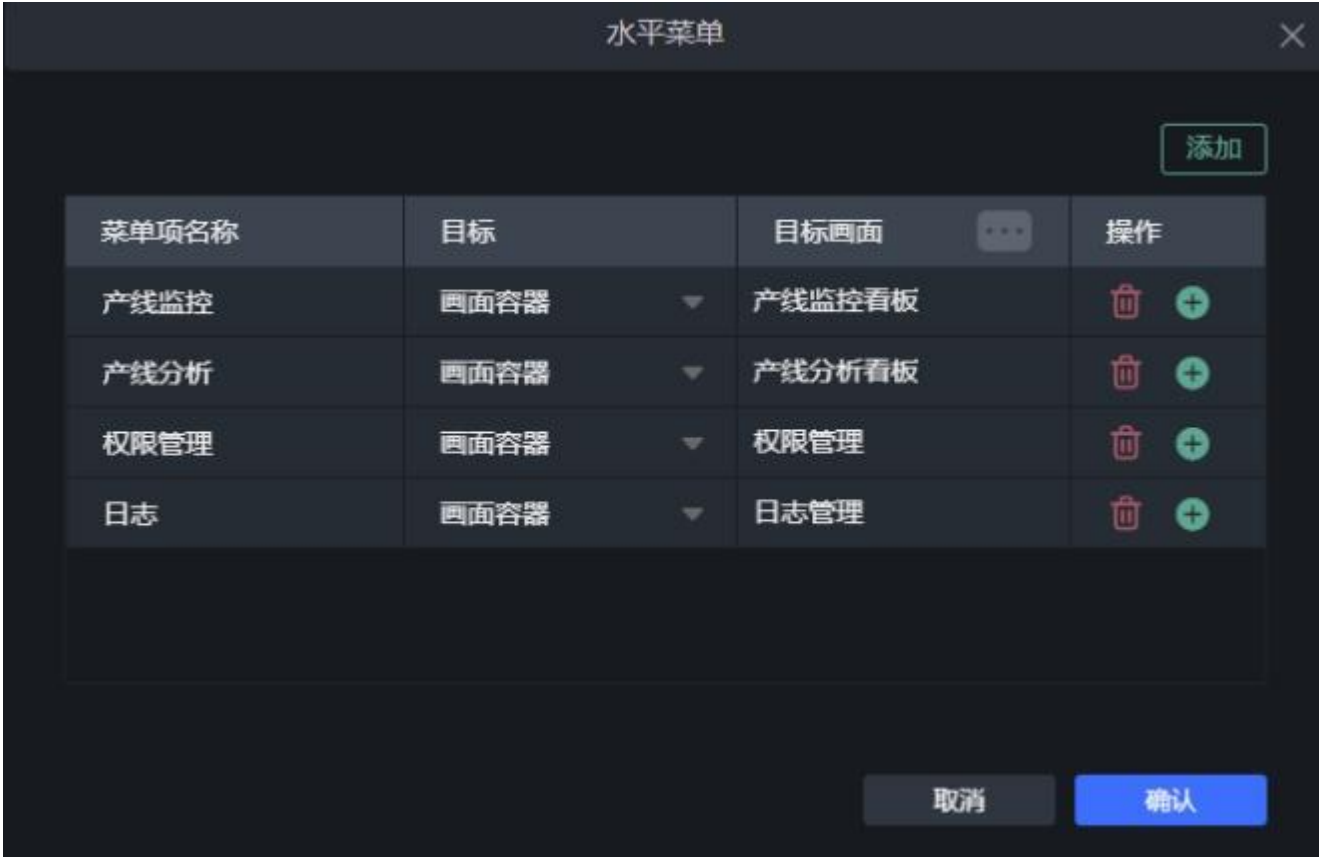 水平菜单
添加
菜单项名称 目标 目标画面 操作
产线监控 画面容器 产线监控看板
产线分析 画面容器 产线分析看板
权限管理 画面容器 权限管理
日志 画面容器 日志管理
取消 确认